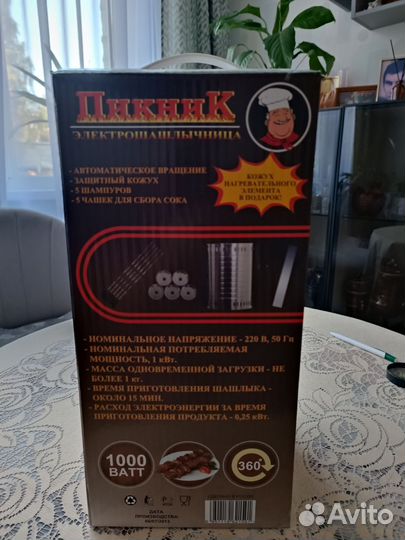 ПИКНИК
ЭЛЕКТРОШАШЛЫЧНИЦА
- АВТОМАТИЧЕСКОЕ ВРАЩЕНИЕ
- ЗАЩИТНЫЙ КОЖУХ
- 5 ШАМПУРОВ
- 5 ЧАШЕК ДЛЯ СБОРА СОКА
КОЖУХ
НАГРЕВАТЕЛЬНОГО
ЭЛЕМЕНТА
В ПОДАРОК!
- НОМИНАЛЬНОЕ НАПРЯЖЕНИЕ - 220 В, 50 Гц
- НОМИНАЛЬНАЯ ПОТРЕБЛЯЕМАЯ
МОЩНОСТЬ, 1 кВт.
- МАССА ОДНОВРЕМЕННОЙ ЗАГРУЗКИ - НЕ
БОЛЕЕ 1 кг.
- ВРЕМЯ ПРИГОТОВЛЕНИЯ ШАШЛЫКА -
ОКОЛО 15 МИН.
- РАСХОД ЭЛЕКТРОЭНЕРГИИ ЗА ВРЕМЯ
ПРИГОТОВЛЕНИЯ ПРОДУКТА - 0,25 кВт.
1000
ВАТТ
360°
ДАТА
ПРОИЗВОДСТВА
Avito